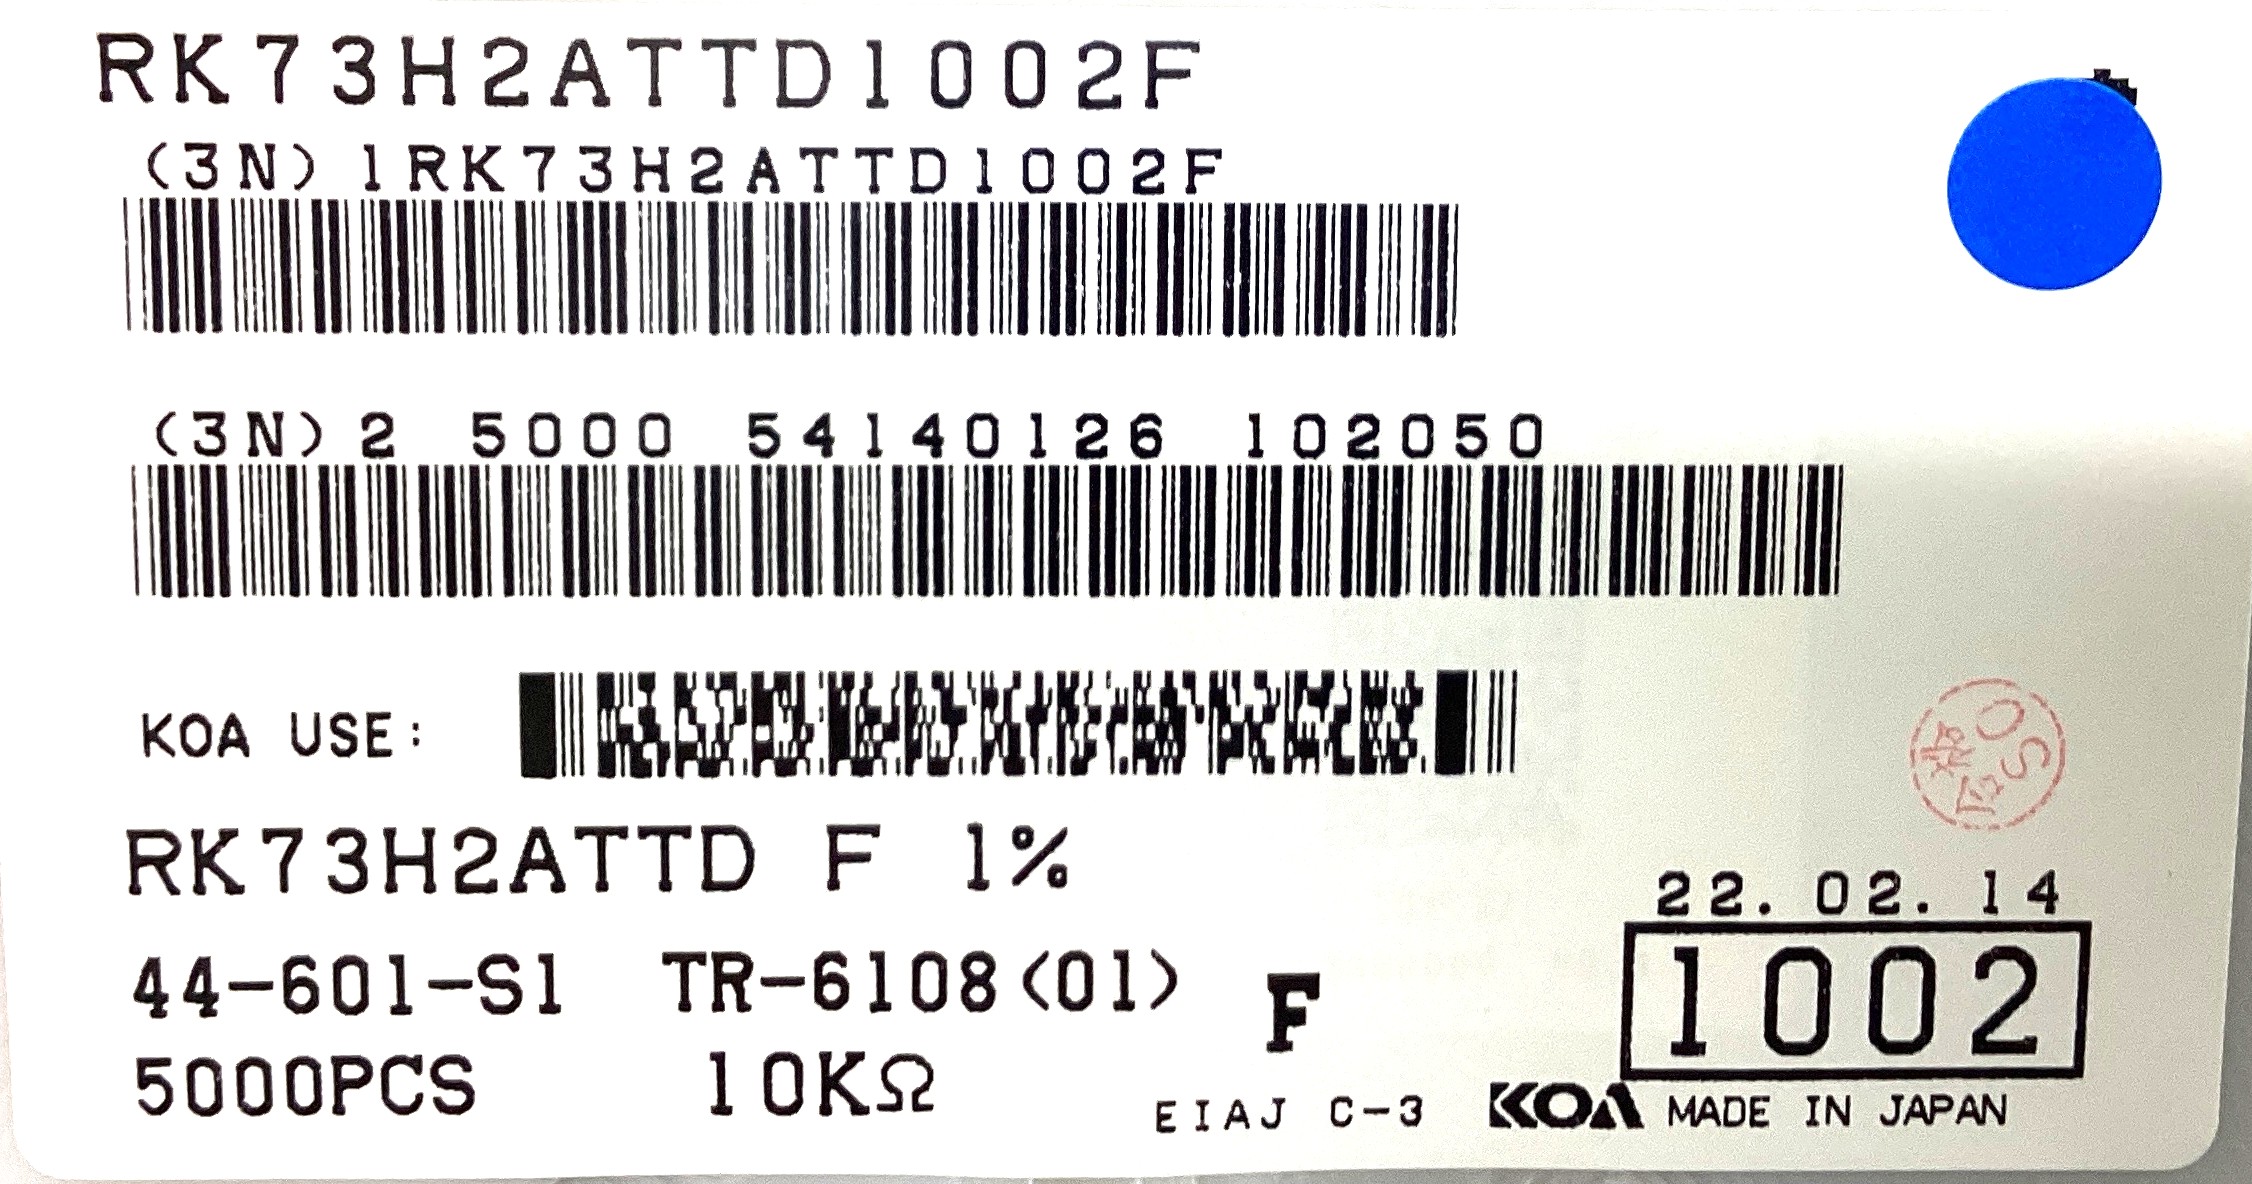 RK73H2ATTD1002F
(3N)1RK73H2ATTD1002F
(3N)2 5000 54140126 102050
KOA USE:
RK73H2ATTD F 1%
22.02.14
44-601-S1 TR-6108(01) F 1002
5000PCS 10KΩ
EIAJ C-3 KOA MADE IN JAPAN